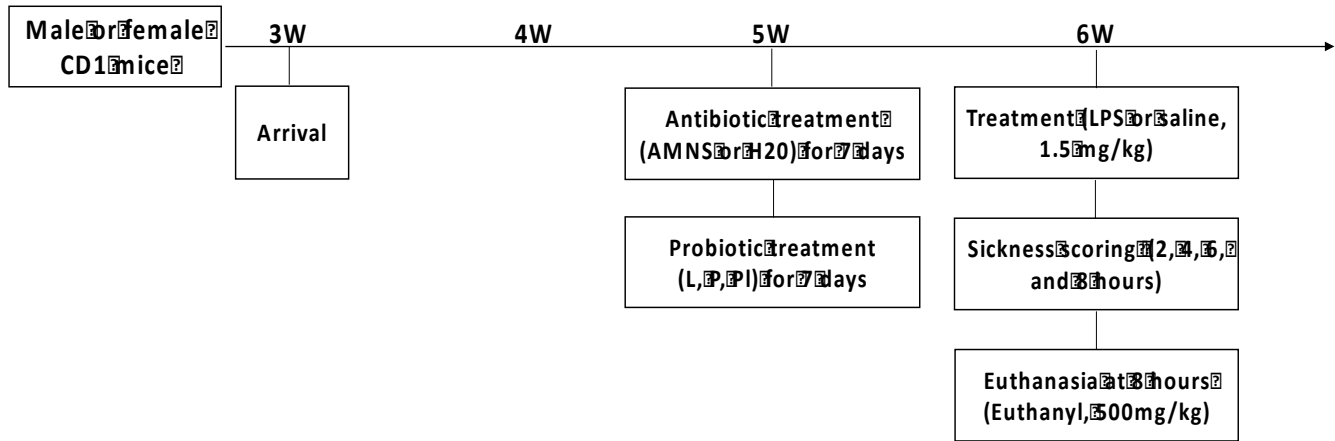 Male or female
CD1 mice
3W
4W
5W
6W
Arrival
Antibiotic treatment
(AMNS or H20) for 7 days
Probiotic treatment
(L, P, Pl) for 7 days
Treatment (LPS or saline,
1.5 mg/kg)
Sickness scoring (2, 4, 6,
and 8 hours)
Euthanasia at 8 hours
(Euthanyl, 500mg/kg)